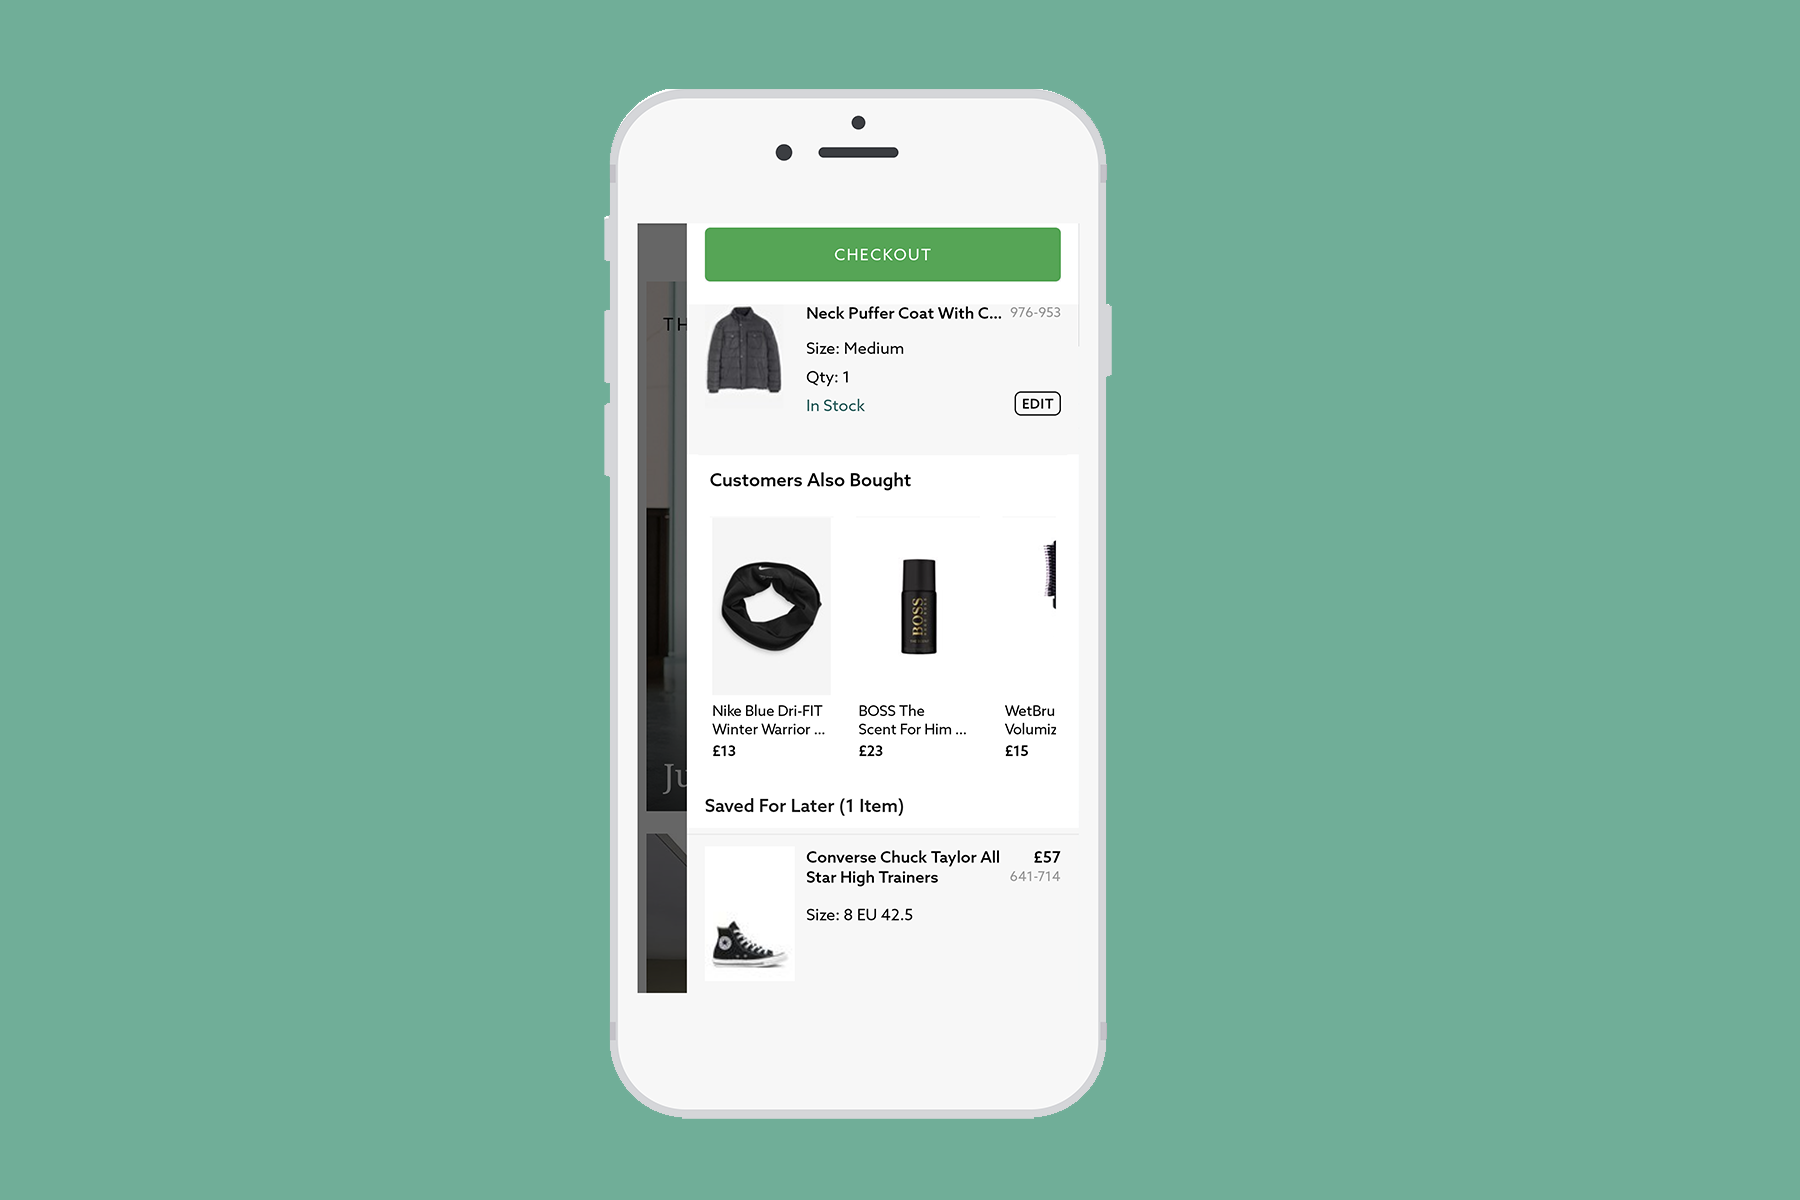 CHECKOUT
TH
Neck Puffer Coat With C... 976-953
Size: Medium
Qty: 1
In Stock
EDIT
Customers Also Bought
BOSS
Nike Blue Dri-FIT
Winter Warrior ...
£13
BOSS The
Scent For Him ...
£23
WetBru
Volumiz
£15
Ju
Saved For Later (1 Item)
Converse Chuck Taylor All
Star High Trainers
£57
641-714
Size: 8 EU 42.5